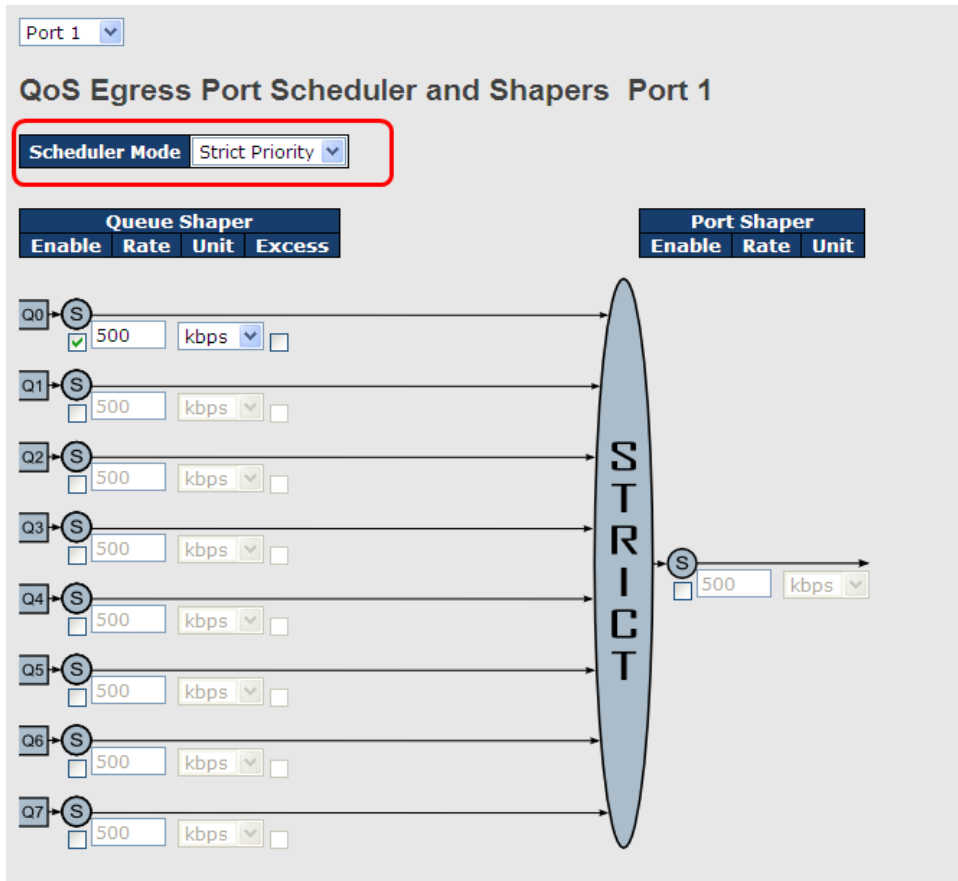 Port 1
QoS Egress Port Scheduler and Shapers Port 1
Scheduler Mode Strict Priority
Queue Shaper
Enable Rate Unit Excess
Port Shaper
Enable Rate Unit
Q0 S
500 kbps
Q1 S
500 kbps
Q2 S
500 kbps
Q3 S
500 kbps
Q4 S
500 kbps
Q5 S
500 kbps
Q6 S
500 kbps
Q7 S
500 kbps
STRICT
S
500 kbps